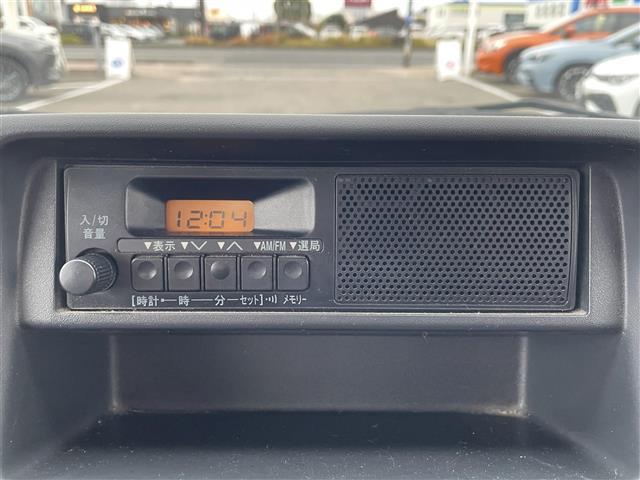 入/切
音量
12:04
▼表示 ▼﹀ ▼︿ ▼AM/FM ▼選局
[時計 時 分 セット] メモリー